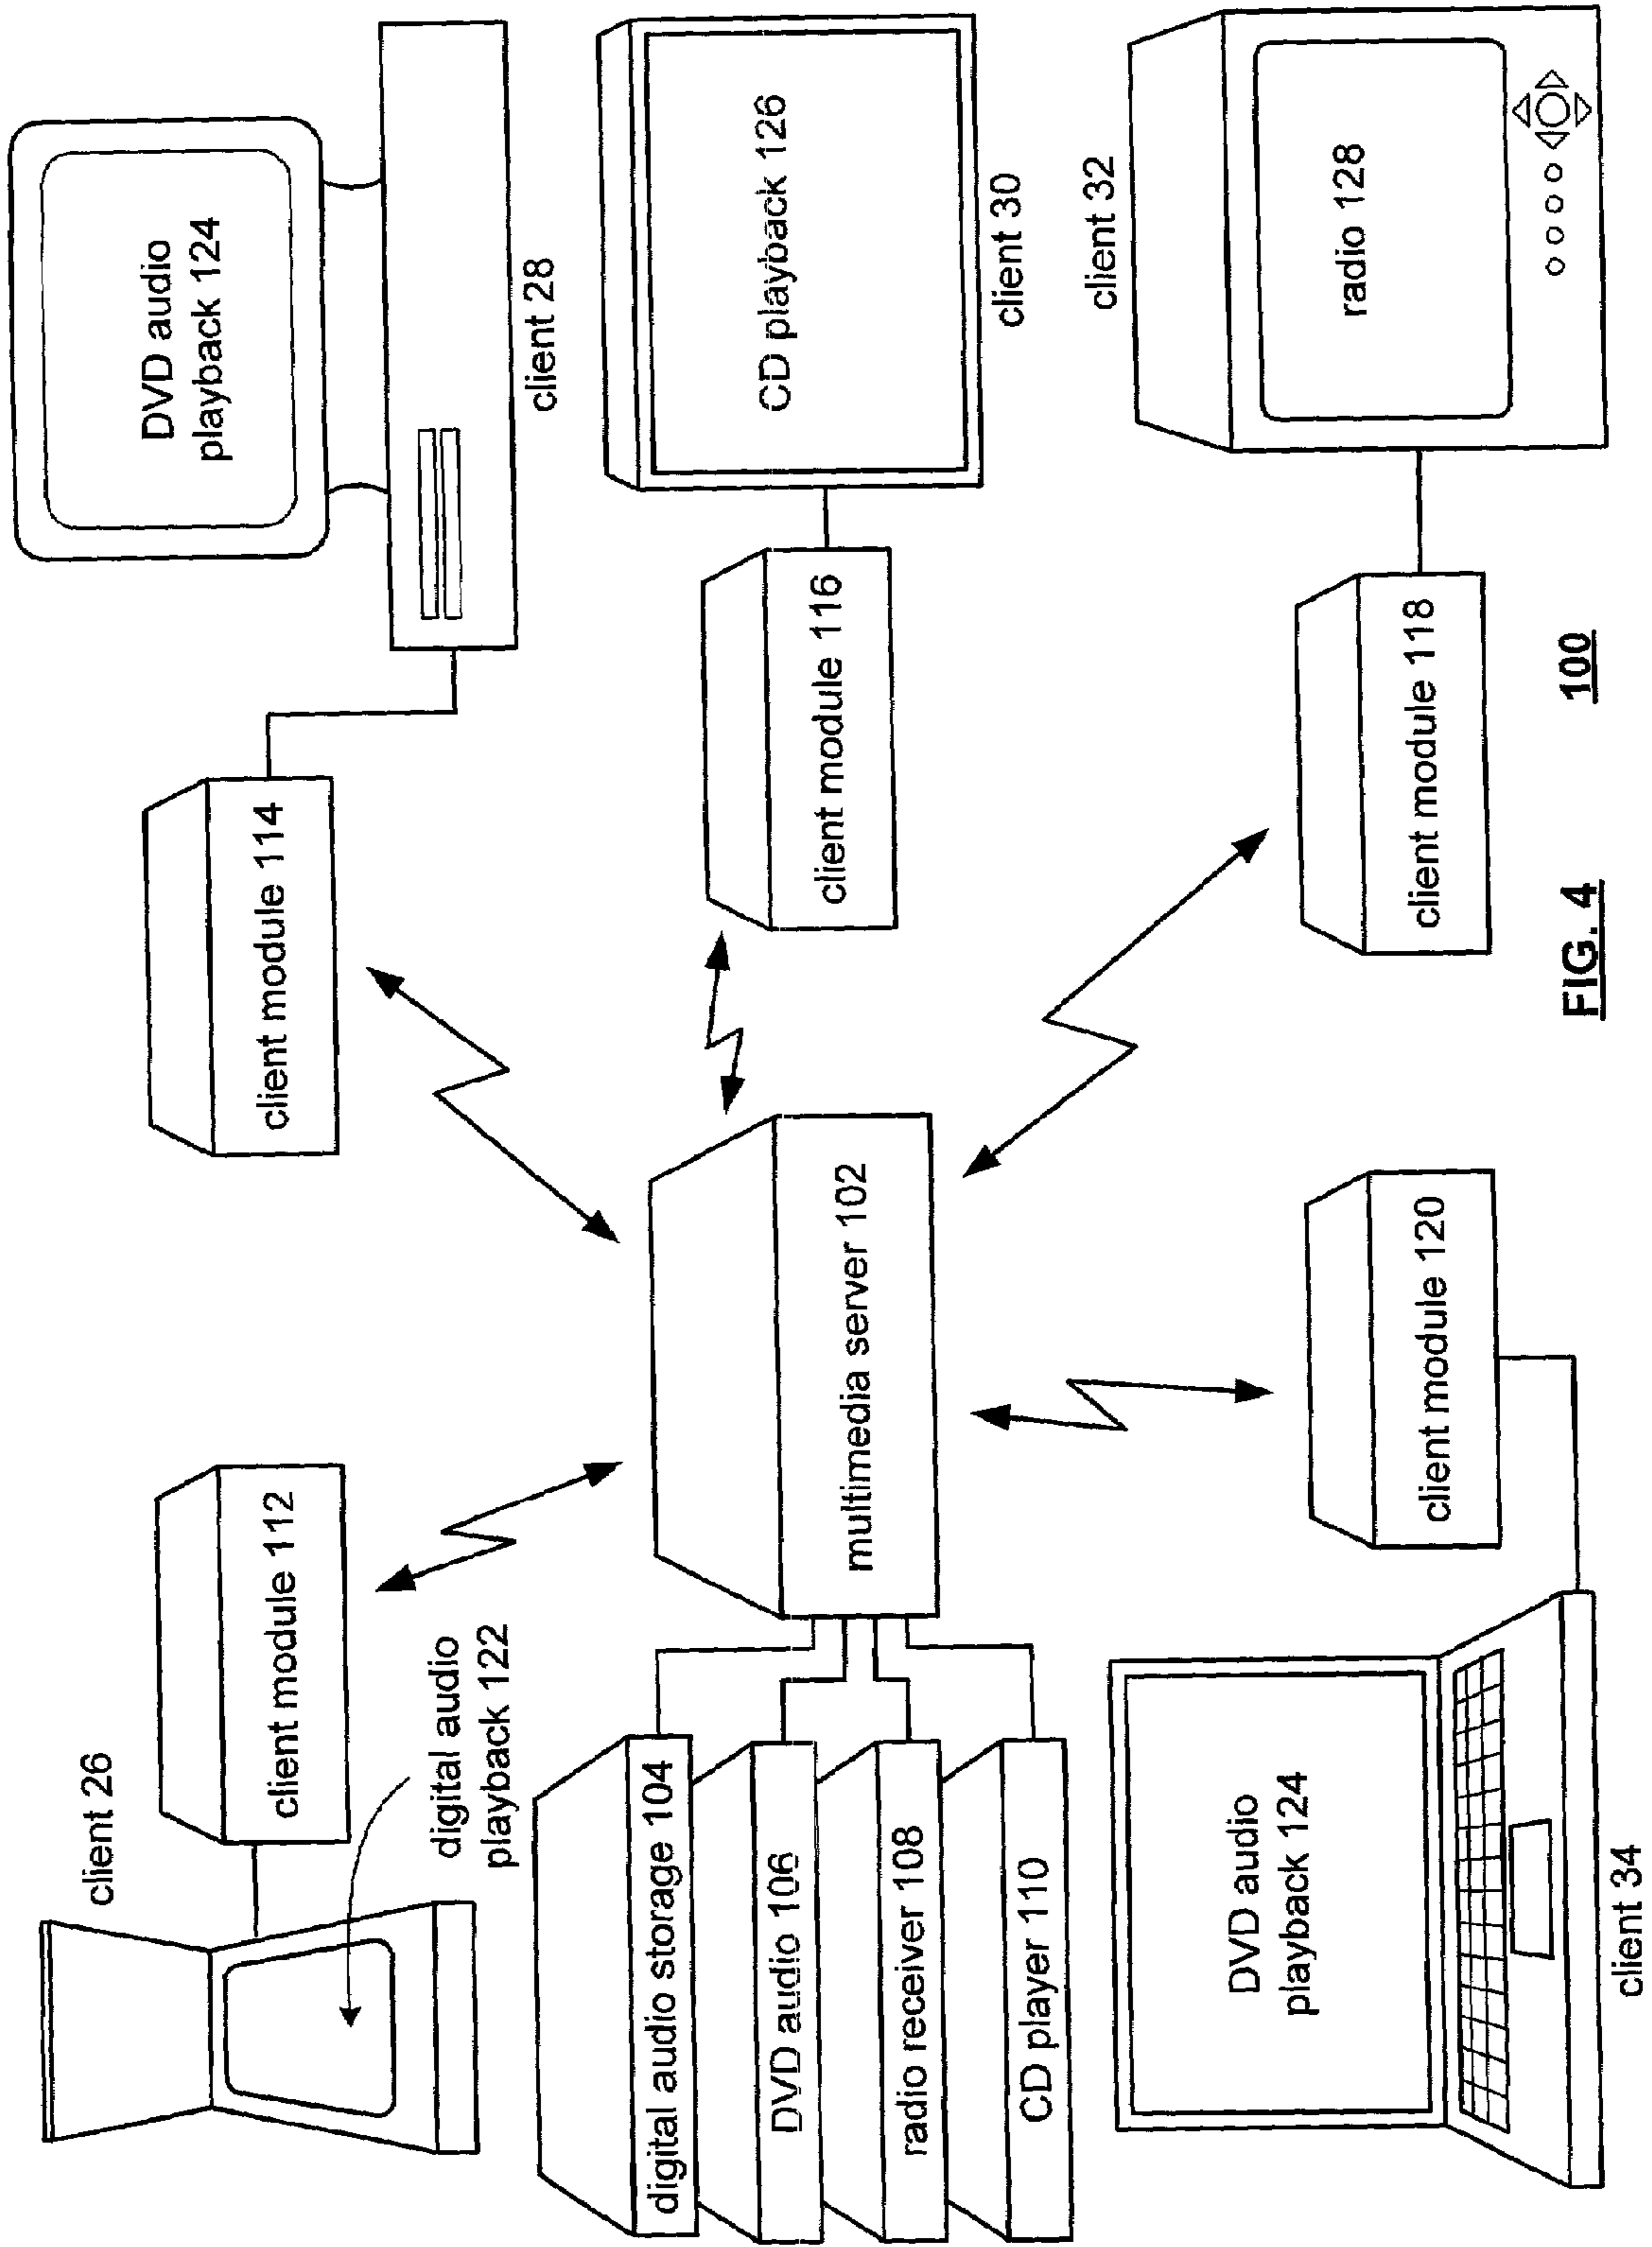 client 26
client module 112
digital audio
playback 122
client module 114
DVD audio
playback 124
client 28
digital audio storage 104
DVD audio 106
radio receiver 108
CD player 110
multimedia server 102
client module 116
CD playback 126
client 30
DVD audio
playback 124
client 34
client module 120
client module 118
client 32
radio 128
FIG. 4
100